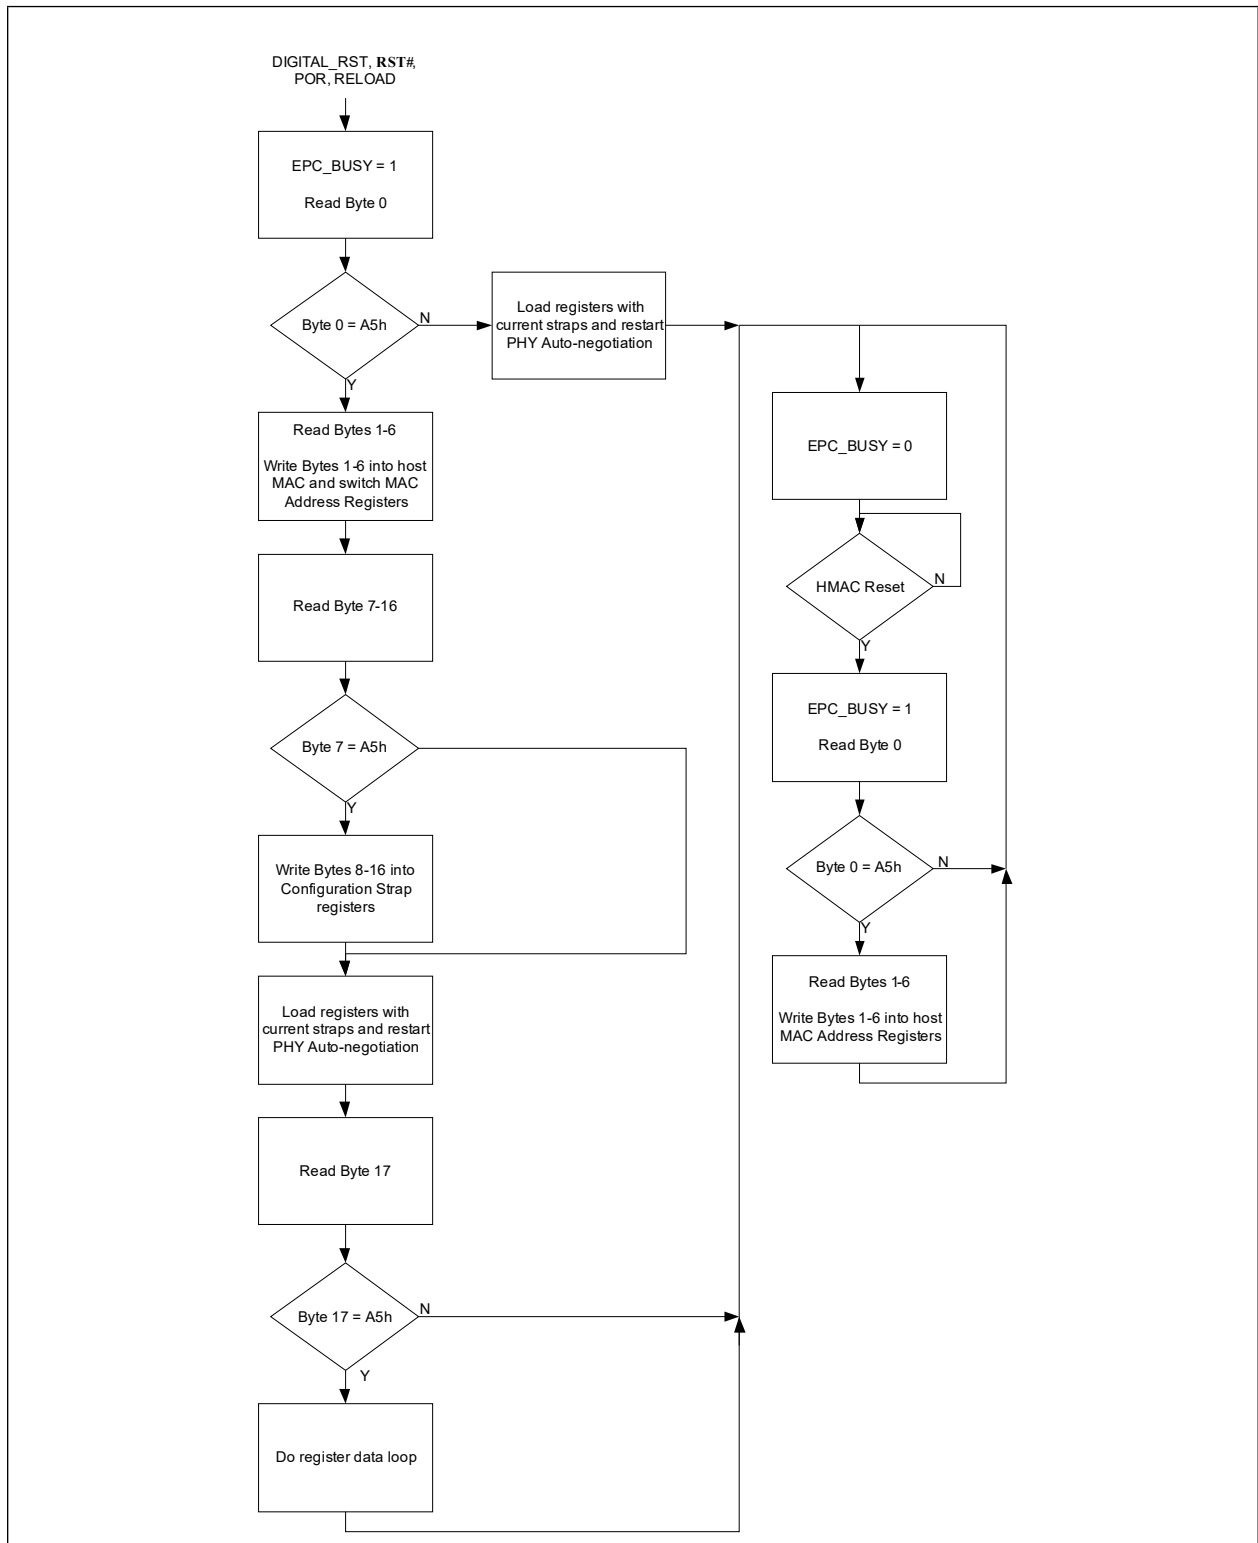 DIGITAL_RST, RST#,
POR, RELOAD
EPC_BUSY = 1
Read Byte 0
Byte 0 = A5h
N
Y
Load registers with
current straps and restart
PHY Auto-negotiation
Read Bytes 1-6
Write Bytes 1-6 into host
MAC and switch MAC
Address Registers
Read Byte 7-16
Byte 7 = A5h
Y
Write Bytes 8-16 into
Configuration Strap
registers
Load registers with
current straps and restart
PHY Auto-negotiation
Read Byte 17
Byte 17 = A5h
N
Y
Do register data loop
EPC_BUSY = 0
HMAC Reset
N
Y
EPC_BUSY = 1
Read Byte 0
Byte 0 = A5h
N
Y
Read Bytes 1-6
Write Bytes 1-6 into host
MAC Address Registers